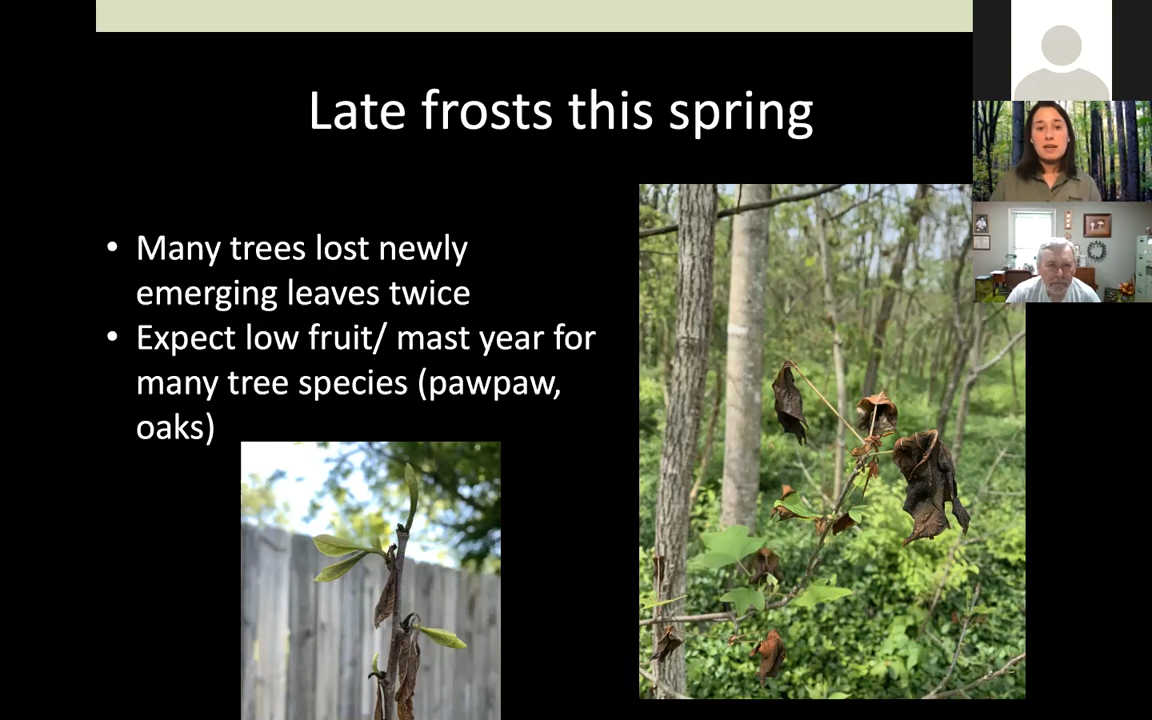 Late frosts this spring
• Many trees lost newly
emerging leaves twice
• Expect low fruit/ mast year for
many tree species (pawpaw,
oaks)